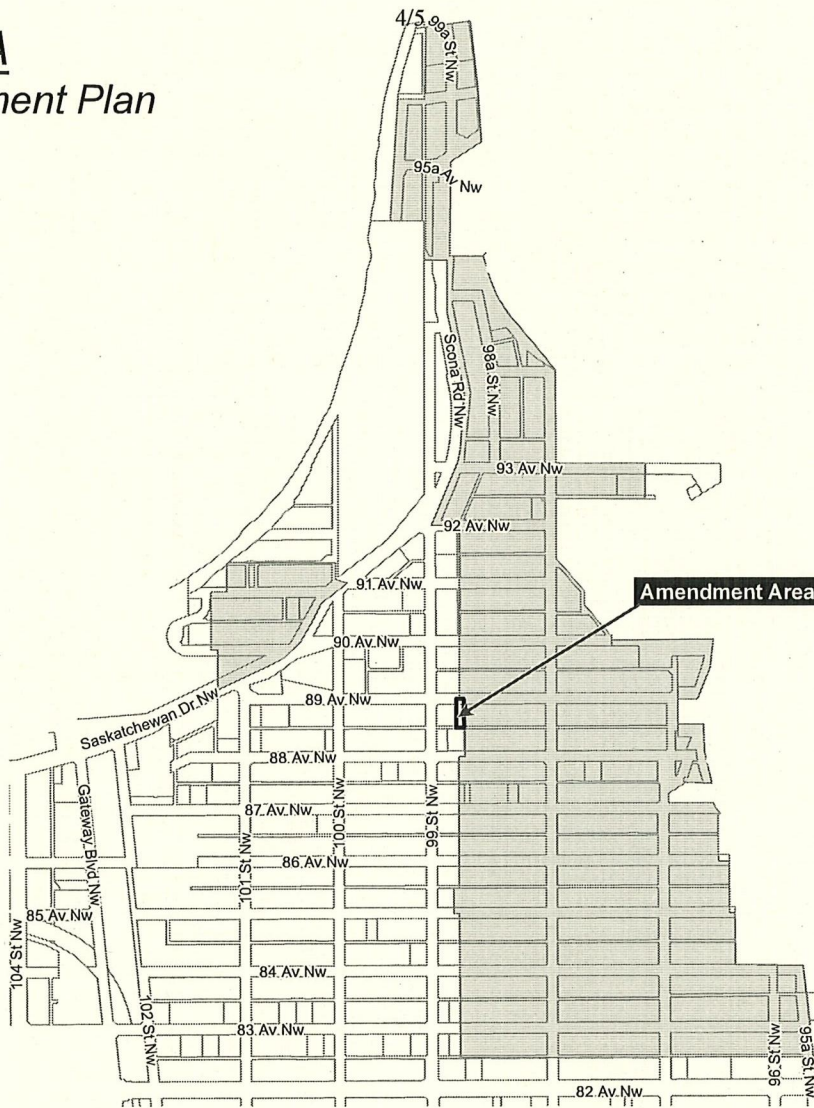 4/5
A
ment Plan
99a St Nw
95a Av Nw
Scona Rd Nw
98a St Nw
93 Av Nw
92 Av Nw
91 Av Nw
Amendment Area
90 Av Nw
89 Av Nw
Saskatchewan Dr Nw
88 Av Nw
Gateway Blvd Nw
87 Av Nw
100 St Nw
99 St Nw
101 St Nw
86 Av Nw
85 Av Nw
104 St Nw
84 Av Nw
102 St Nw
83 Av Nw
96 St Nw
95a St Nw
82 Av Nw